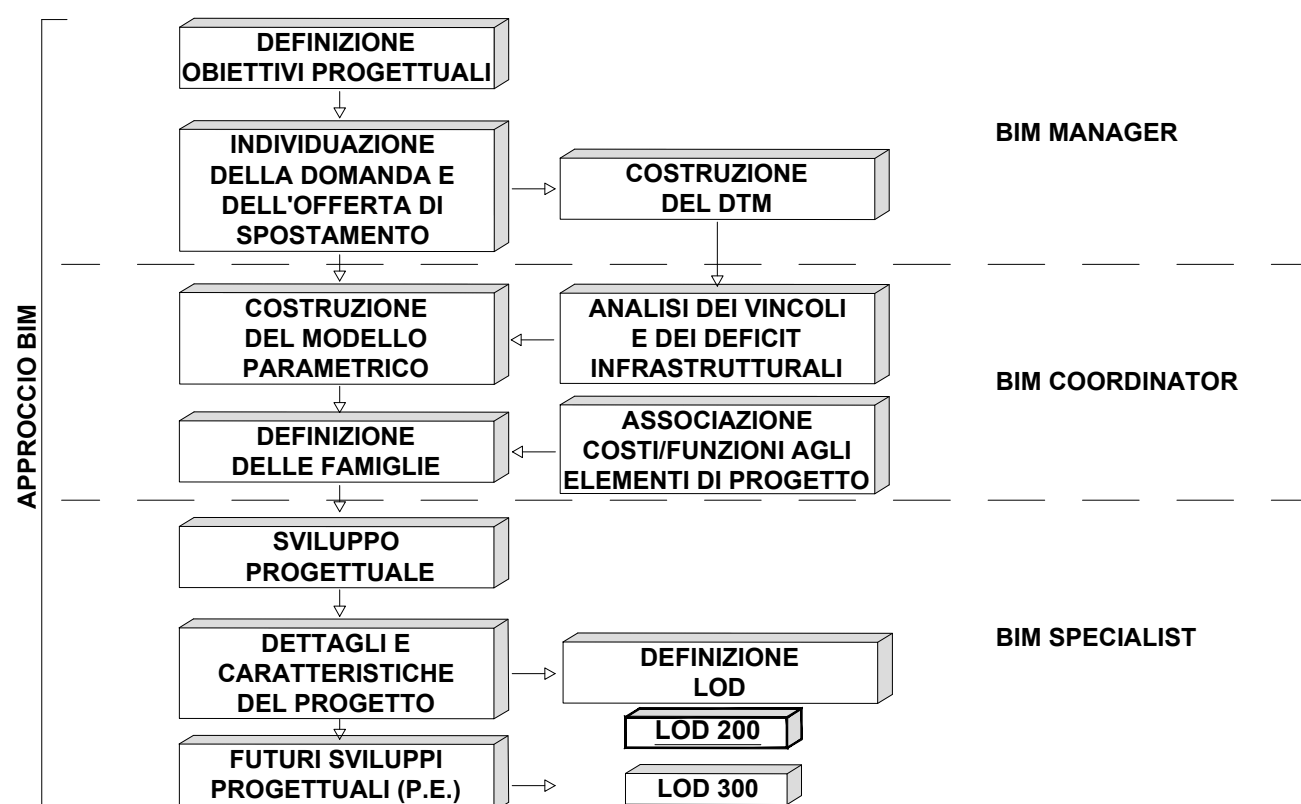 APPROCCIO BIM
DEFINIZIONE
OBIETTIVI PROGETTUALI
INDIVIDUAZIONE
DELLA DOMANDA E
DELL'OFFERTA DI
SPOSTAMENTO
COSTRUZIONE
DEL DTM
BIM MANAGER
COSTRUZIONE
DEL MODELLO
PARAMETRICO
ANALISI DEI VINCOLI
E DEI DEFICIT
INFRASTRUTTURALI
BIM COORDINATOR
DEFINIZIONE
DELLE FAMIGLIE
ASSOCIAZIONE
COSTI/FUNZIONI AGLI
ELEMENTI DI PROGETTO
SVILUPPO
PROGETTUALE
DETTAGLI E
CARATTERISTICHE
DEL PROGETTO
DEFINIZIONE
LOD
BIM SPECIALIST
LOD 200
FUTURI SVILUPPI
PROGETTUALI (P.E.)
LOD 300